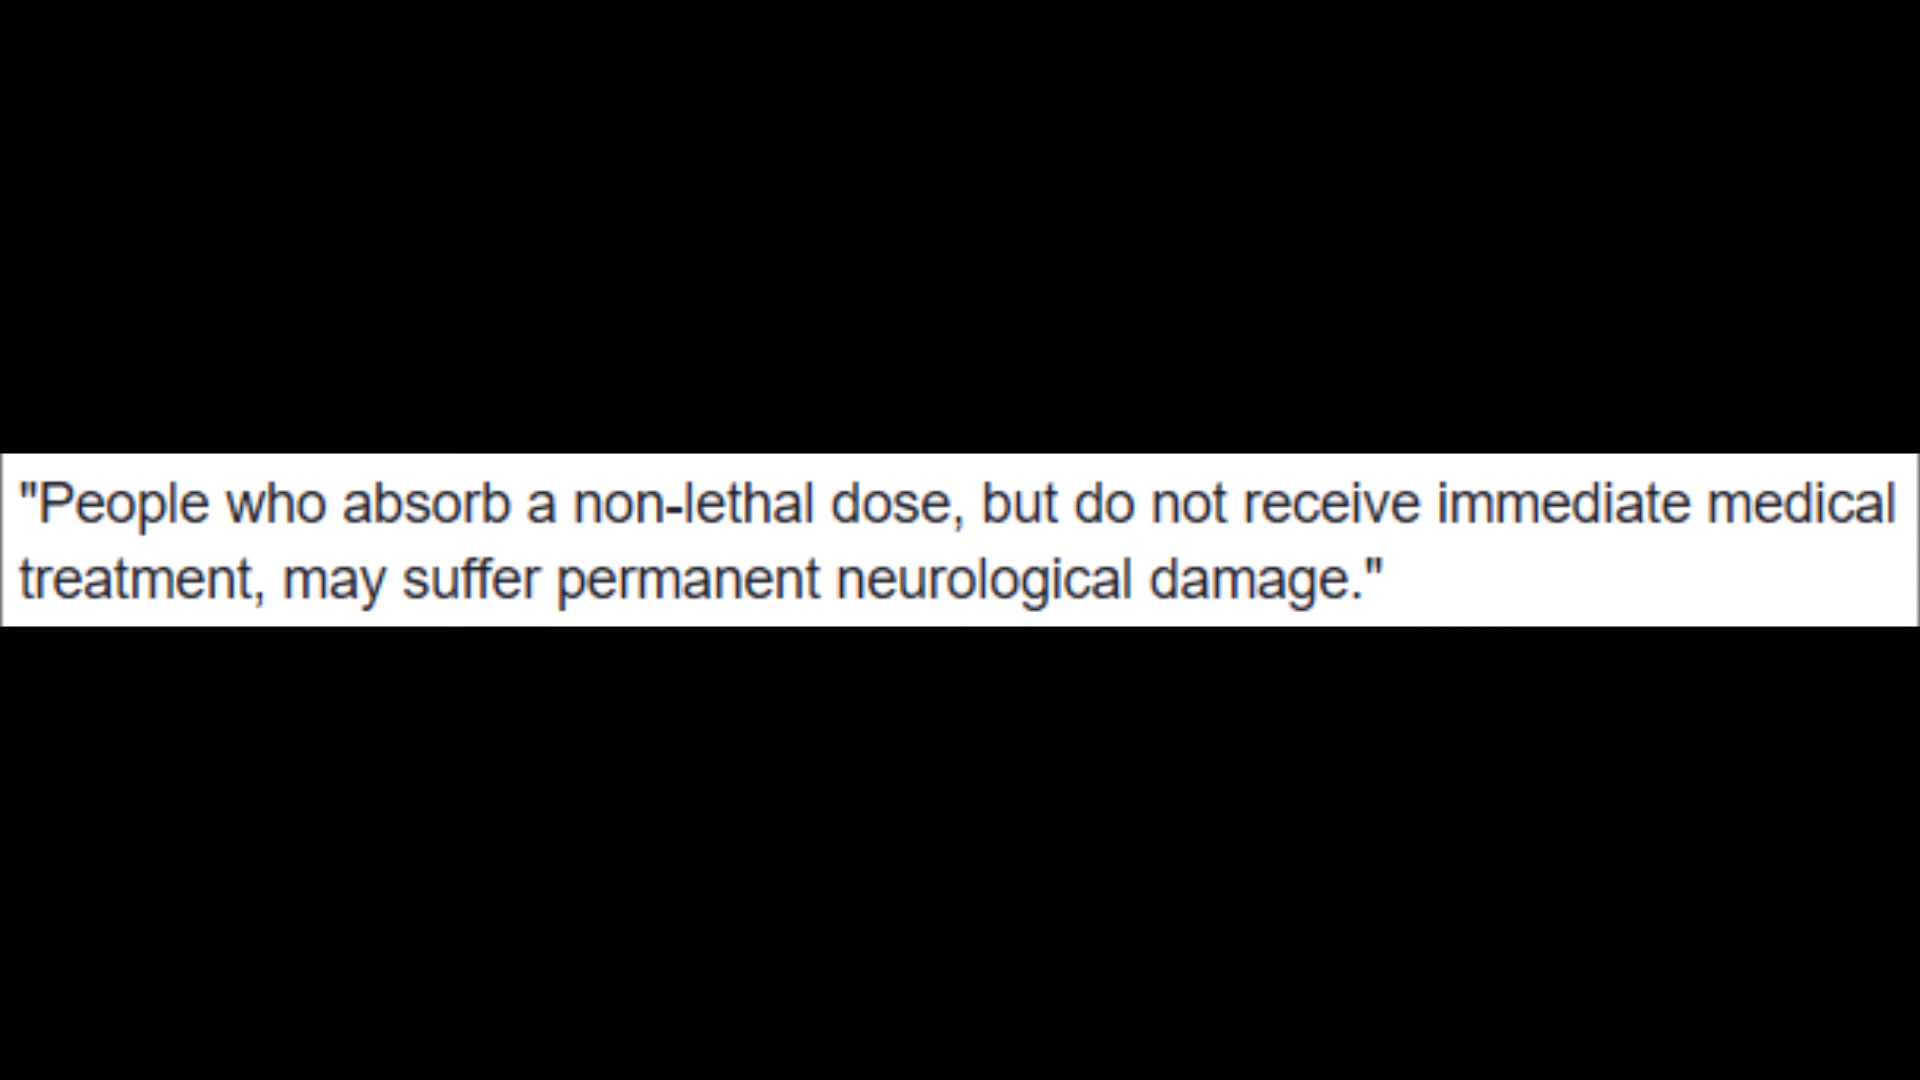 "People who absorb a non-lethal dose, but do not receive immediate medical
treatment, may suffer permanent neurological damage."